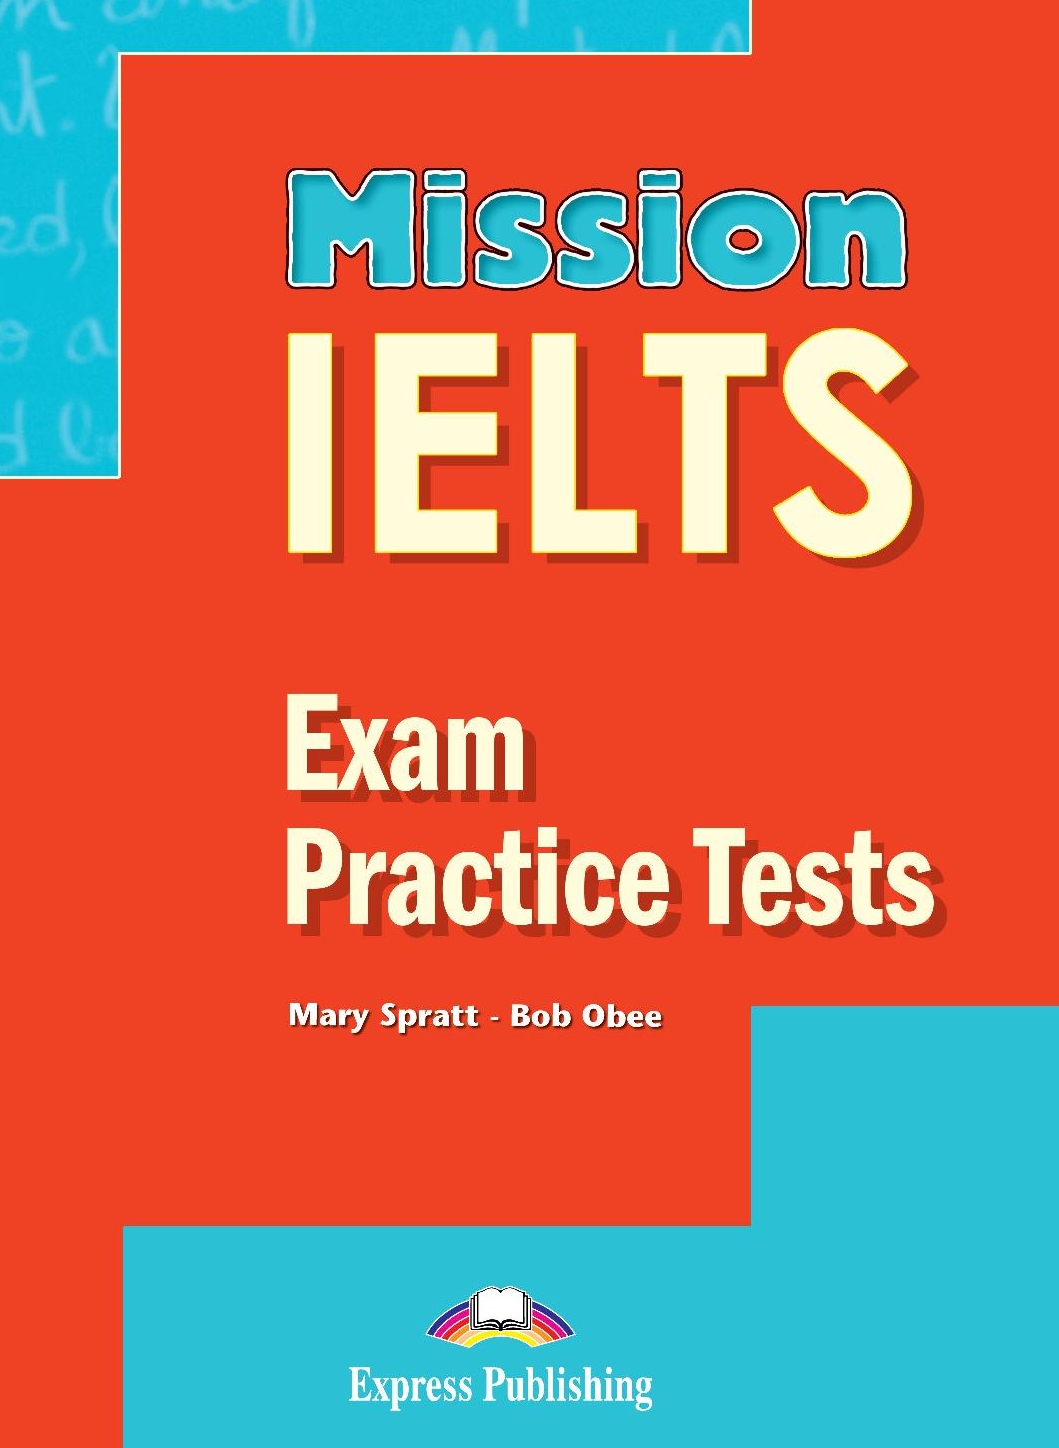 Mission
IELTS
Exam
Practice Tests
Mary Spratt - Bob Obee
Express Publishing